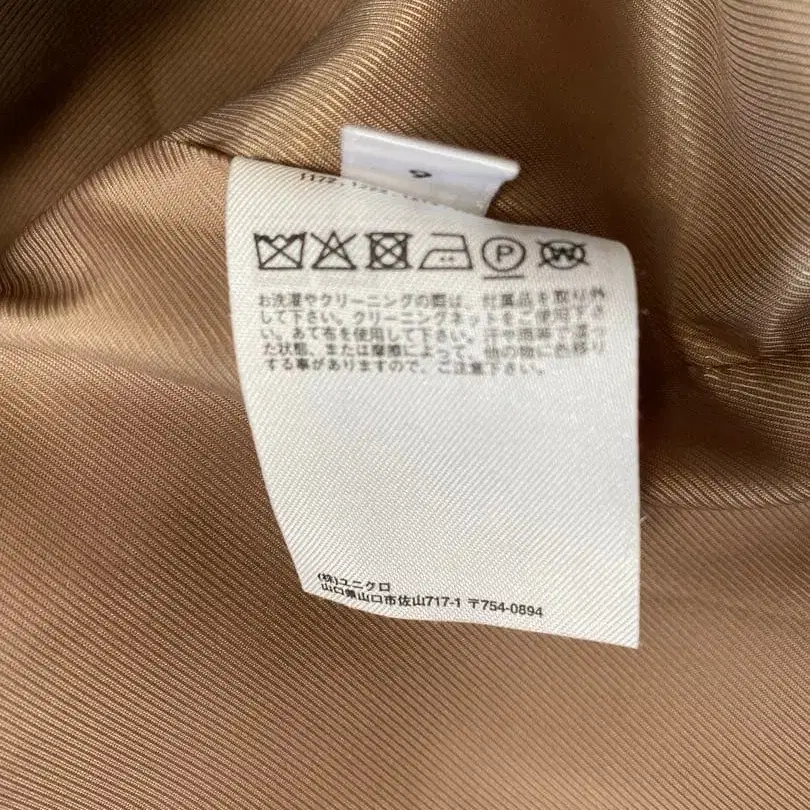 お洗濯やクリーニングの際は、付属品を取り外
して下さい。クリーニングネットをご使用下さ
い。あて布を使用して下さい。汗や雨等で湿っ
た状態、または摩擦によって、他の物に色移り
する事がありますので、ご注意下さい。
(株)ユニクロ
山口県山口市佐山717-1 〒754-0894